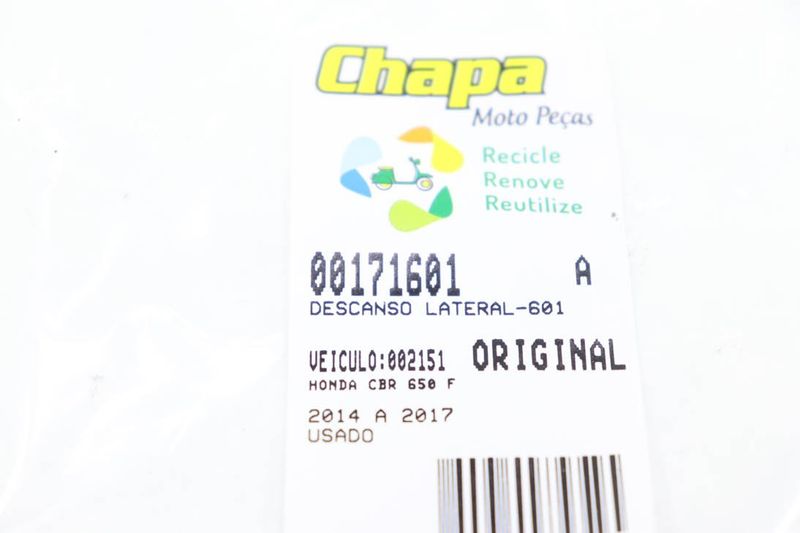 Chapa
Moto Peças
Recicle
Renove
Reutilize
00171601 A
DESCANSO LATERAL-601
VEICULO:002151 ORIGINAL
HONDA CBR 650 F
2014 A 2017
USADO